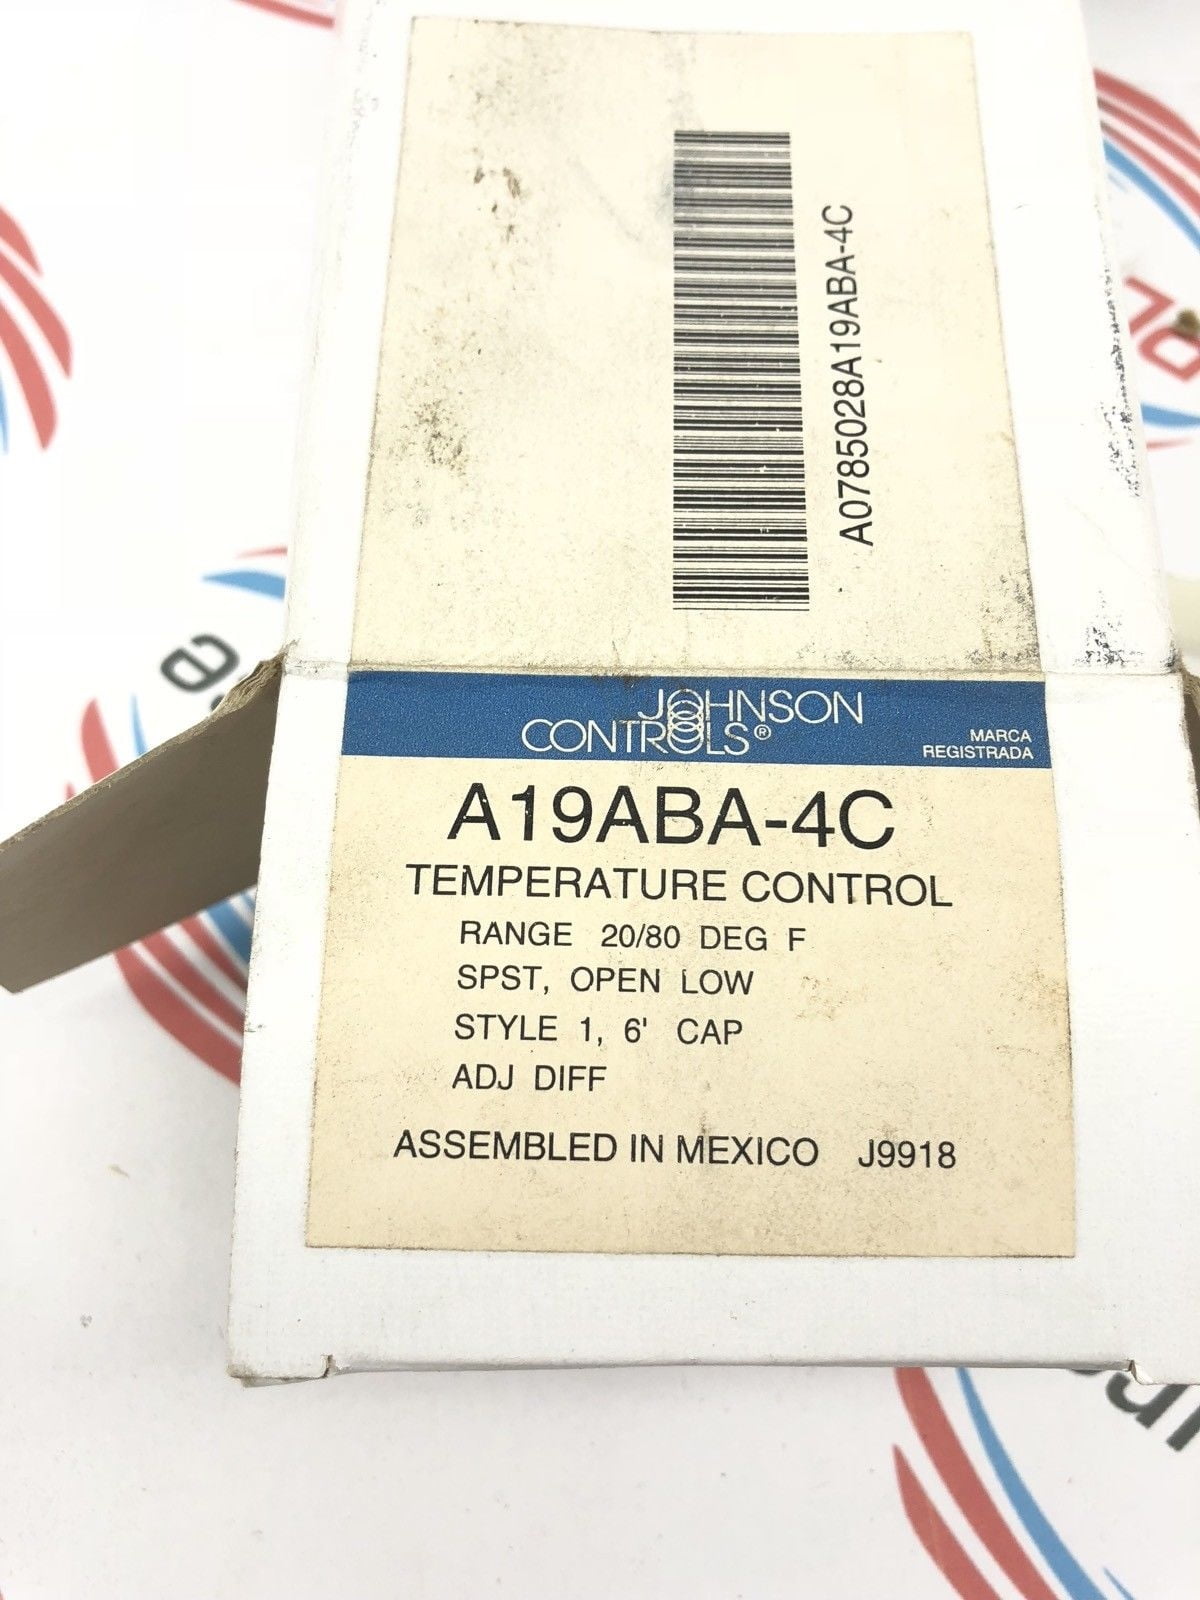 A0785028A19ABA-4C
JOHNSON
CONTROLS®
MARCA
REGISTRADA
A19ABA-4C
TEMPERATURE CONTROL
RANGE 20/80 DEG F
SPST, OPEN LOW
STYLE 1, 6' CAP
ADJ DIFF
ASSEMBLED IN MEXICO J9918